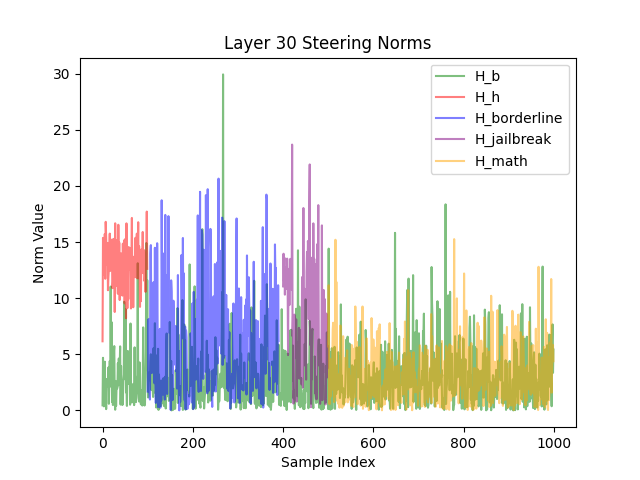 Layer 30 Steering Norms
H_b
H_h
H_borderline
H_jailbreak
H_math
Norm Value
30
25
20
15
10
5
0
0 200 400 600 800 1000
Sample Index